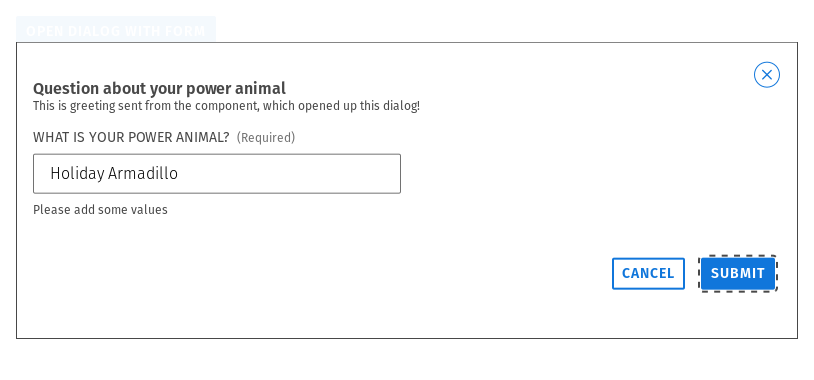 OPEN DIALOG WITH FORM
Question about your power animal
This is greeting sent from the component, which opened up this dialog!
WHAT IS YOUR POWER ANIMAL? (Required)
Holiday Armadillo
Please add some values
CANCEL SUBMIT